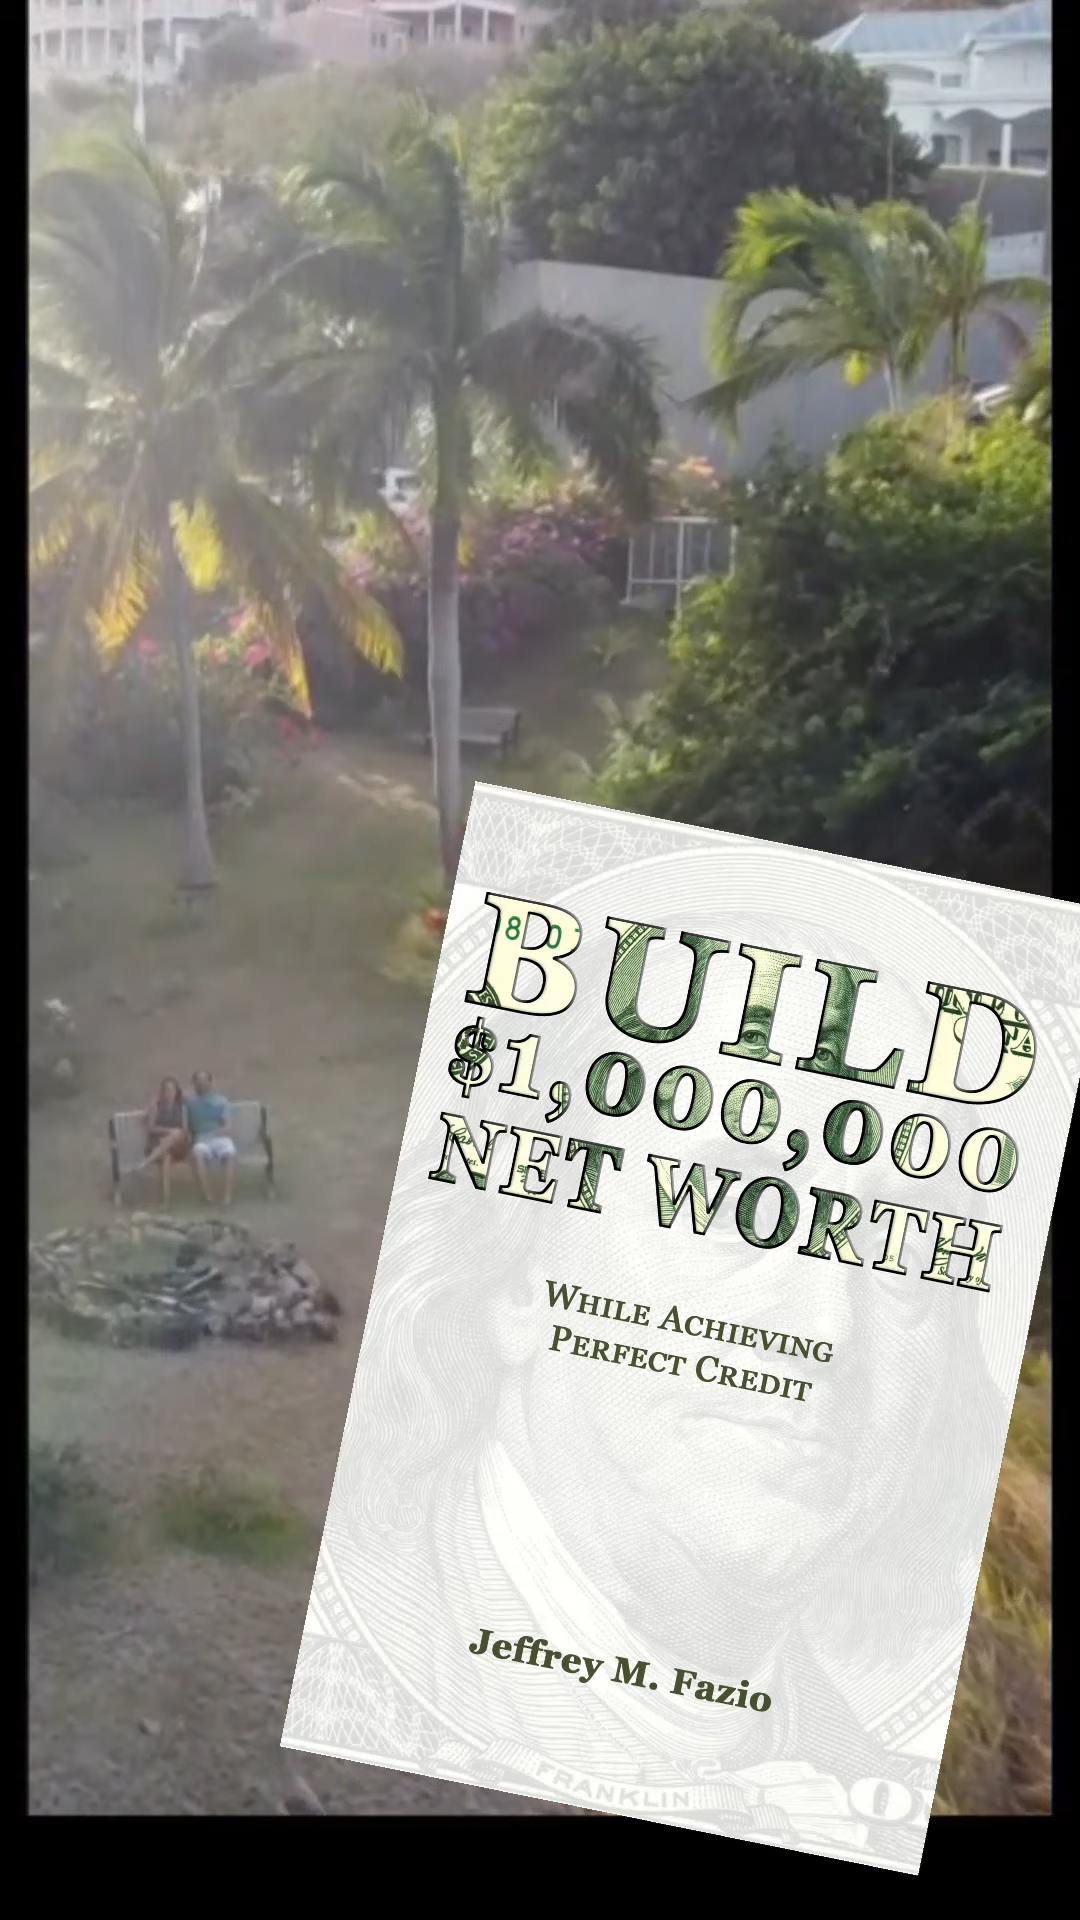 BUILD
$1,000,000
NET WORTH
While Achieving
Perfect Credit
Jeffrey M. Fazio
FRANKLIN